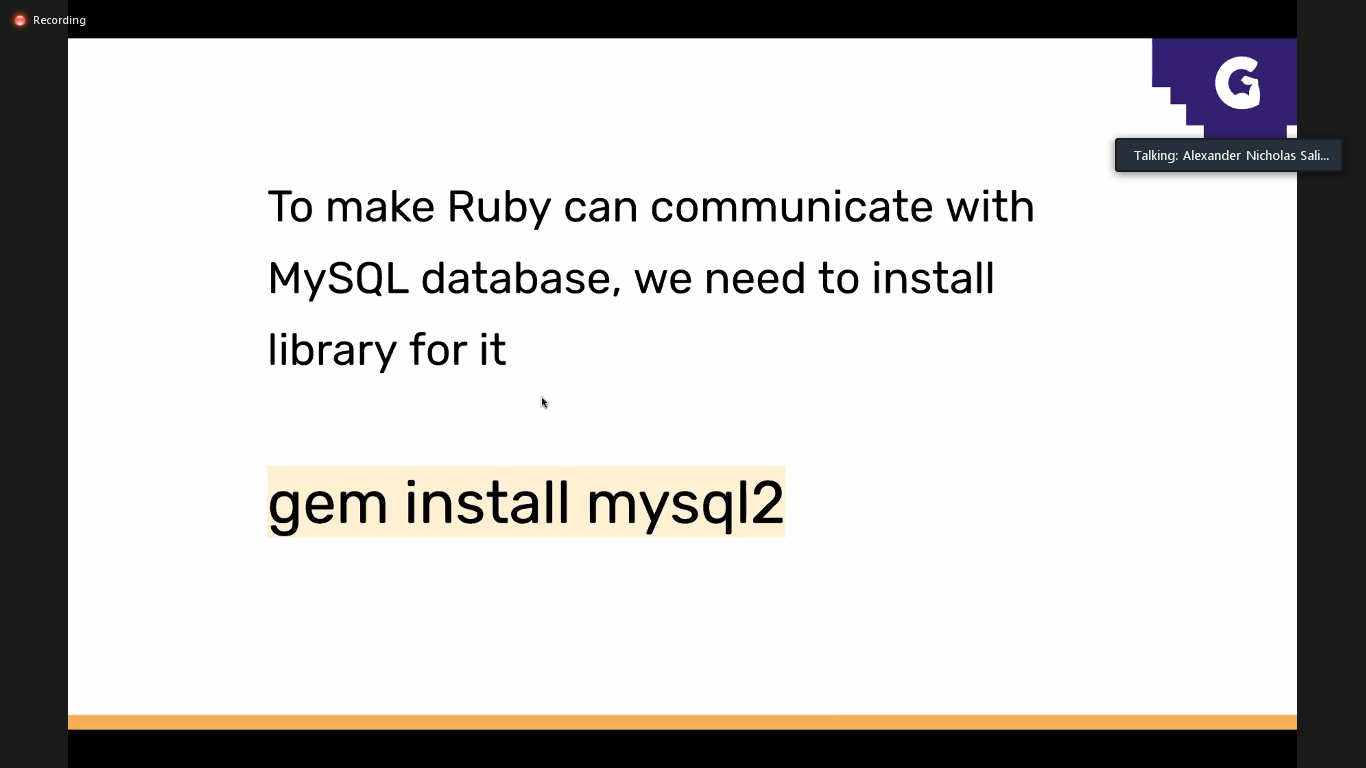 Recording
G
Talking: Alexander Nicholas Sali...
To make Ruby can communicate with
MySQL database, we need to install
library for it
gem install mysql2